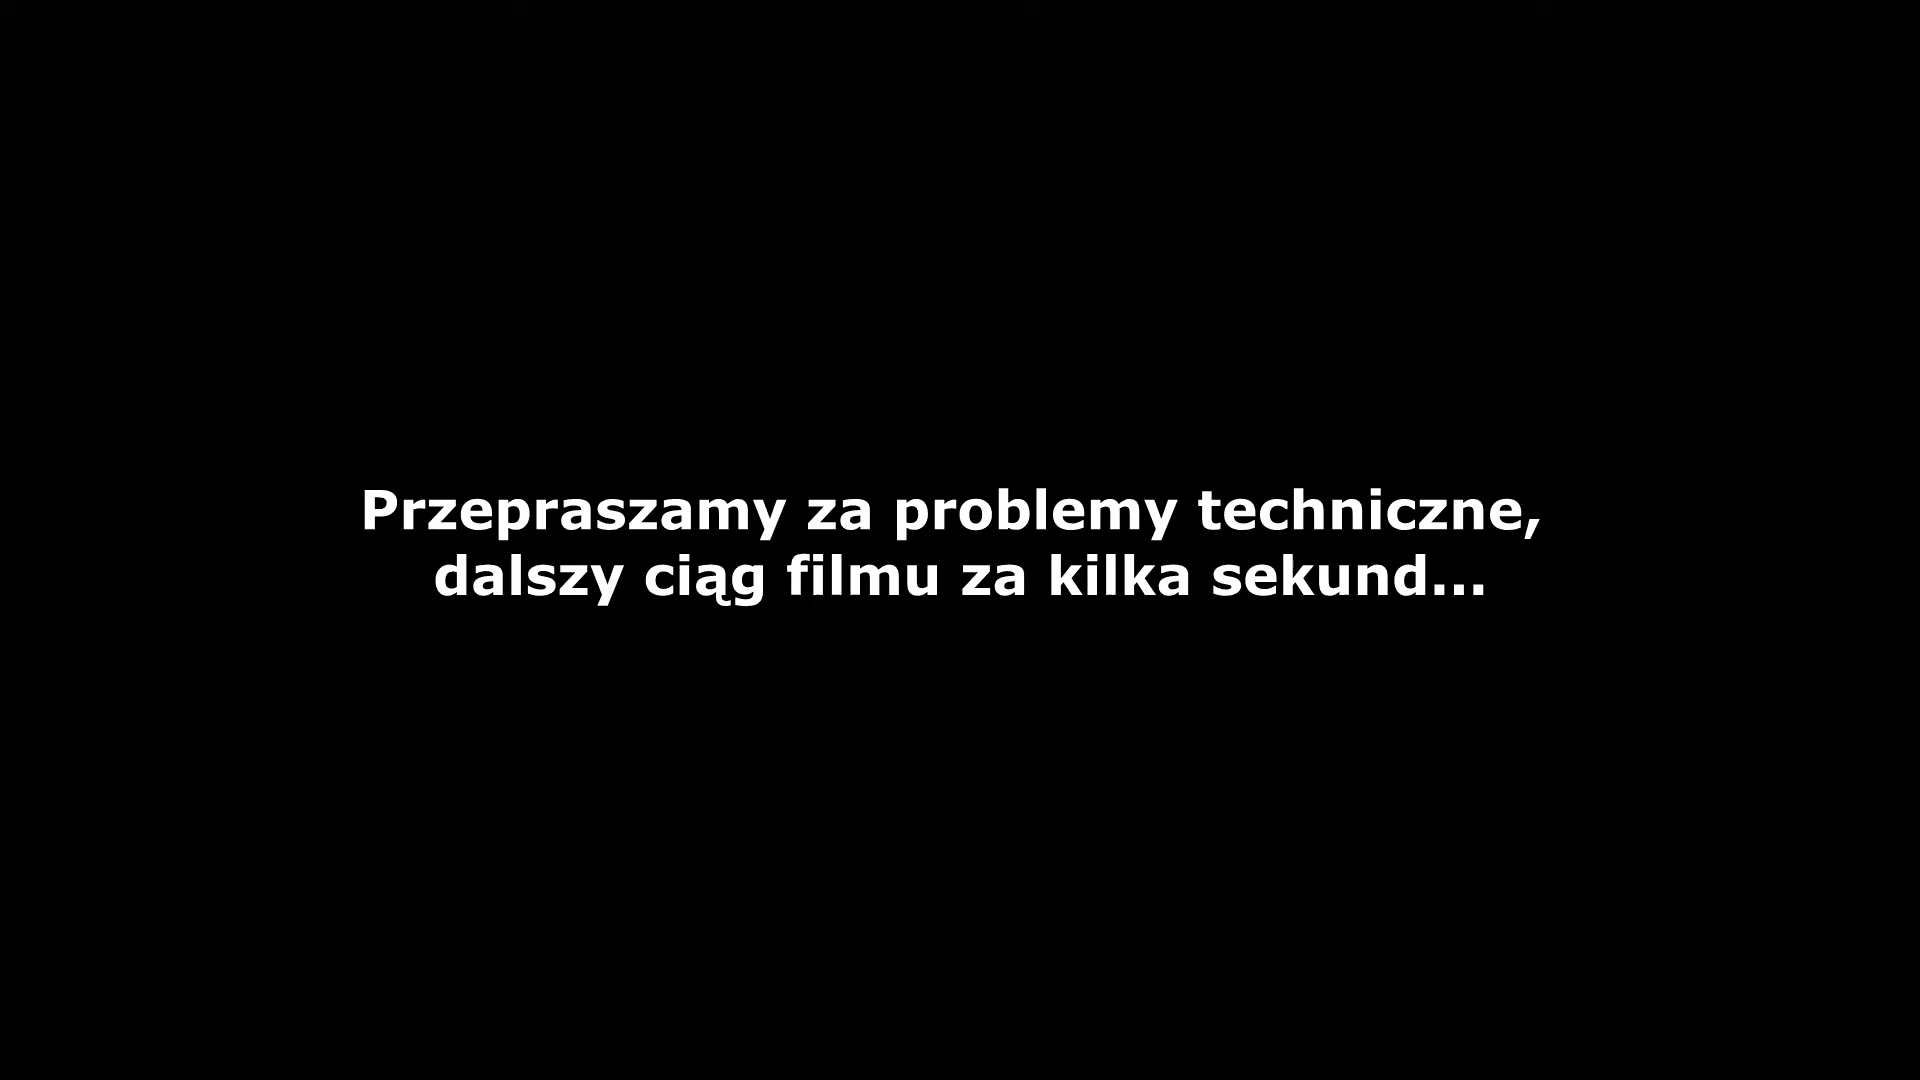 Przepraszamy za problemy techniczne,
dalszy ciąg filmu za kilka sekund...